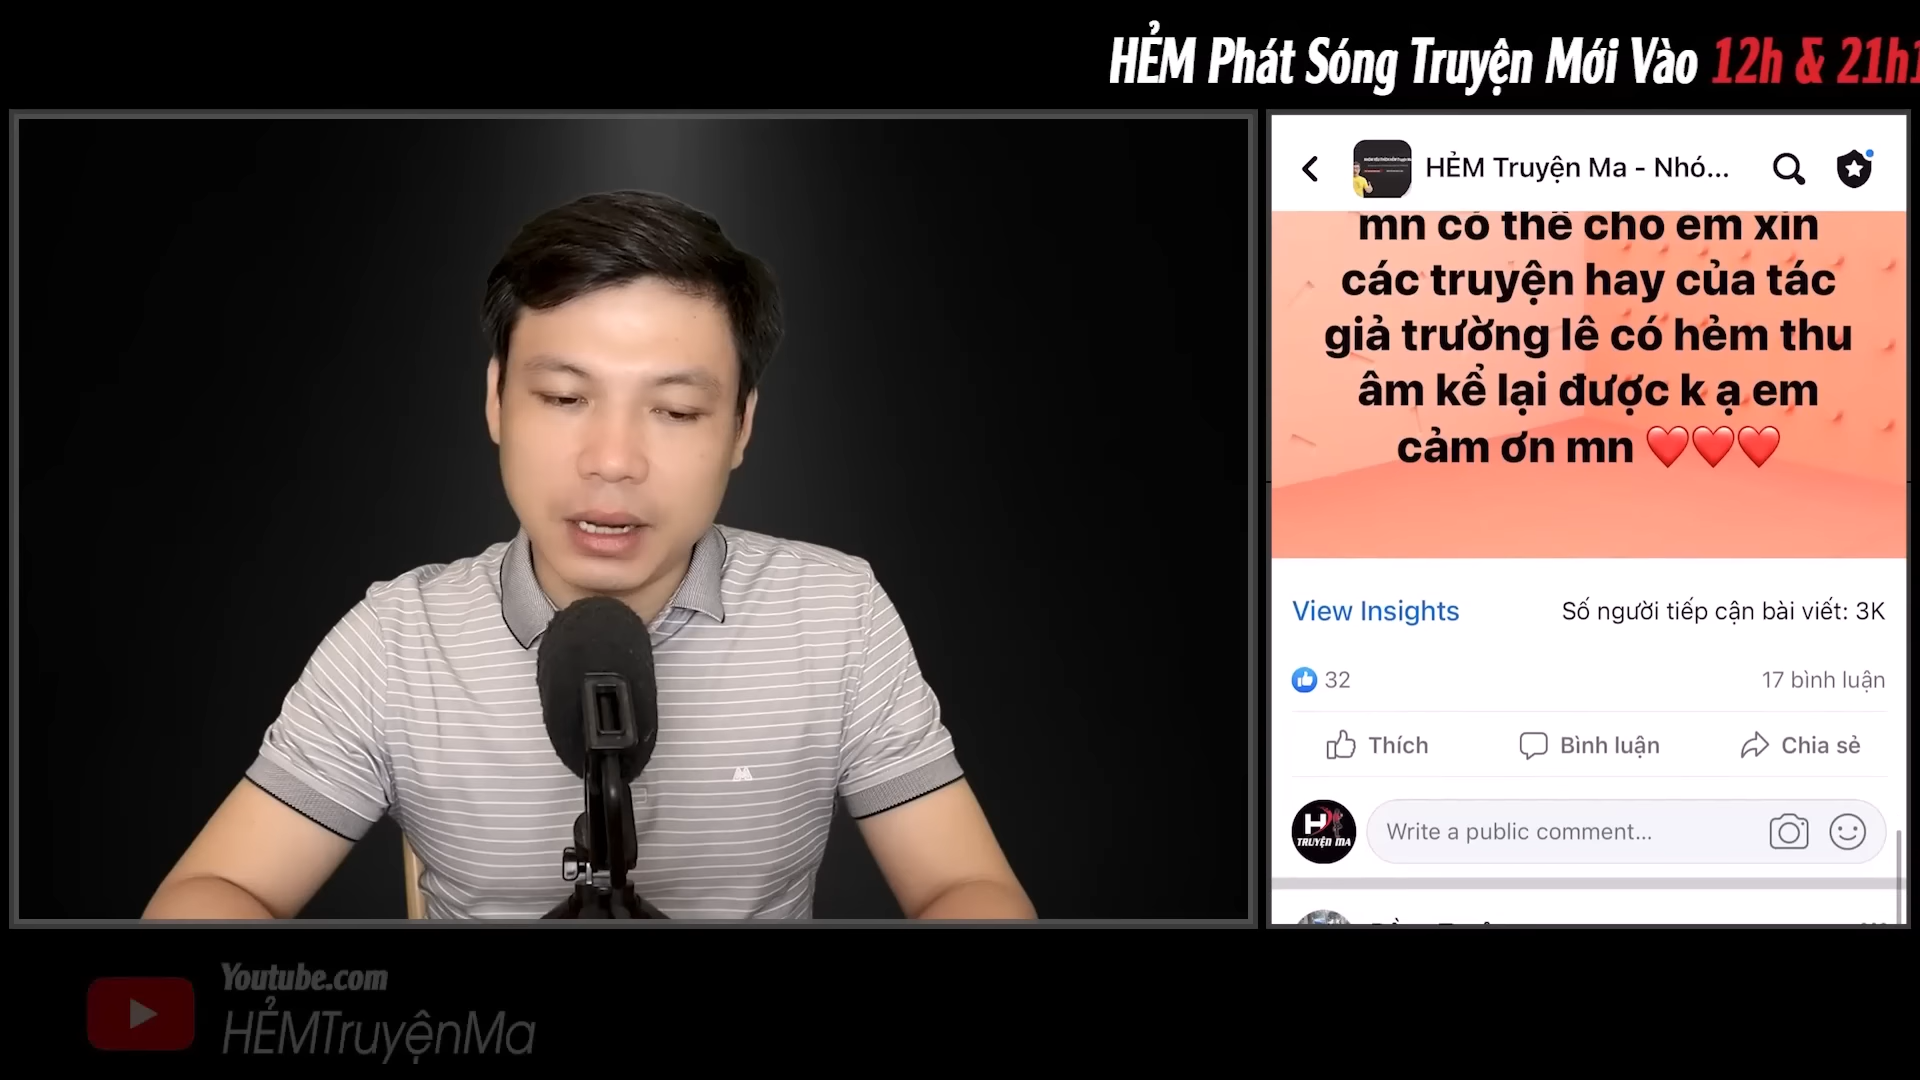 HẺM Phát Sóng Truyện Mới Vào 12h & 21h1
HẺM Truyện Ma - Nhó...
mn có thể cho em xin
các truyện hay của tác
giả trường lê có hẻm thu
âm kể lại được k ạ em
cảm ơn mn ❤️❤️❤️
View Insights
Số người tiếp cận bài viết: 3K
32
17 bình luận
Thích
Bình luận
Chia sẻ
H
TRUYỆN MA
Write a public comment...
Youtube.com
HẺMTruyệnMa